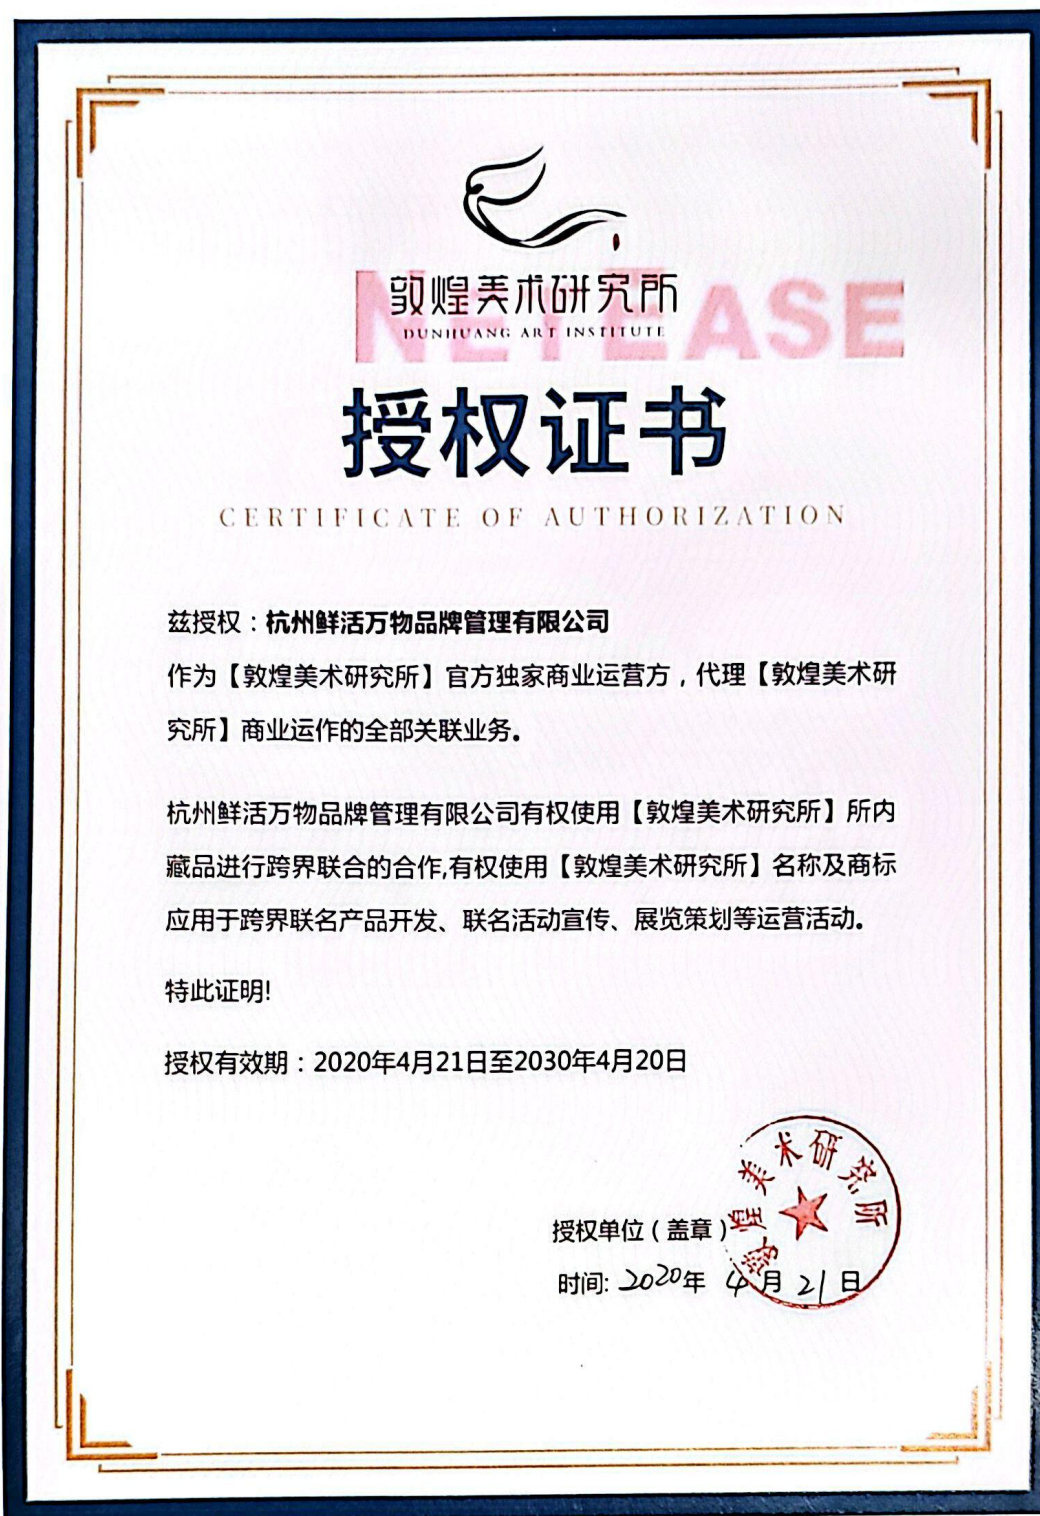 敦煌美术研究所
DUNHUANG ART INSTITUTE
NETEASE
授权证书
CERTIFICATE OF AUTHORIZATION
兹授权：杭州鲜活万物品牌管理有限公司
作为【敦煌美术研究所】官方独家商业运营方，代理【敦煌美术研
究所】商业运作的全部关联业务。
杭州鲜活万物品牌管理有限公司有权使用【敦煌美术研究所】所内
藏品进行跨界联合的合作,有权使用【敦煌美术研究所】名称及商标
应用于跨界联名产品开发、联名活动宣传、展览策划等运营活动。
特此证明!
授权有效期：2020年4月21日至2030年4月20日
授权单位（盖章）
时间: 2020年 4月 21日
敦煌美术研究所